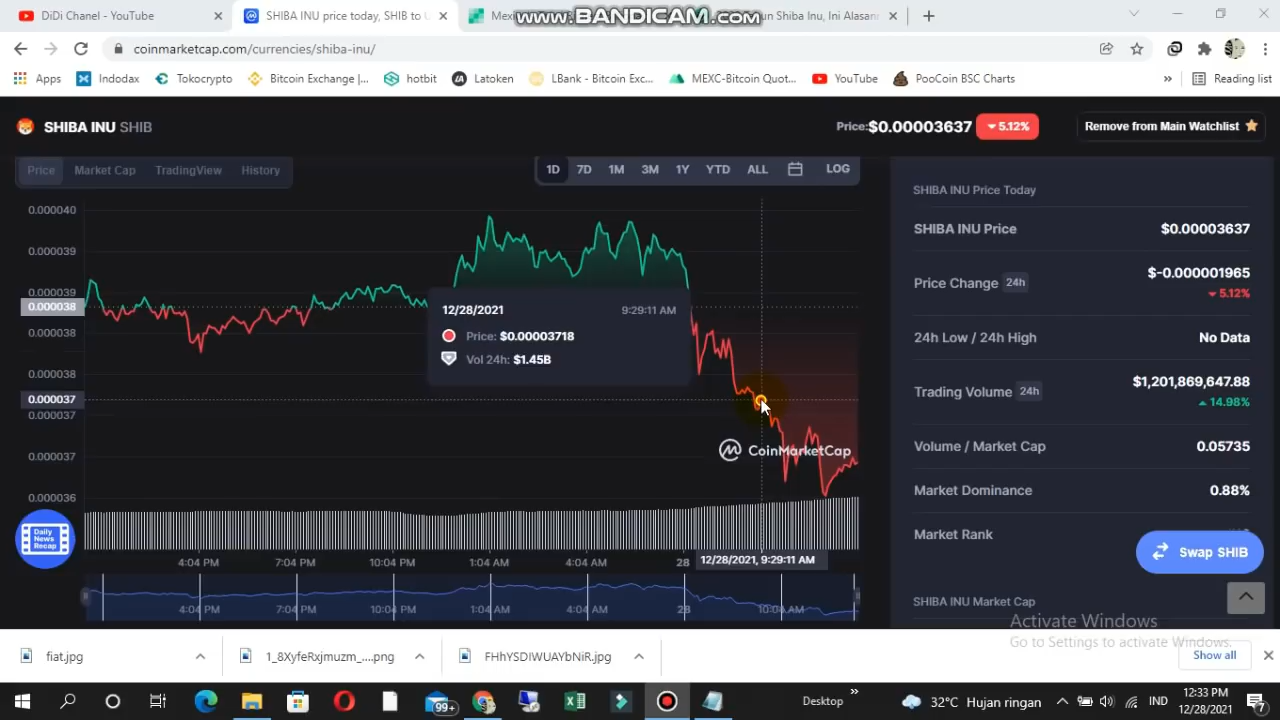 DiDi Chanel - YouTube
SHIBA INU price today, SHIB to U
Mexi
www.BANDICAM.com
un Shiba Inu, Ini Alasan
coinmarketcap.com/currencies/shiba-inu/
Apps
Indodax
Tokocrypto
Bitcoin Exchange |...
hotbit
Latoken
LBank - Bitcoin Exc...
MEXC-Bitcoin Quot...
YouTube
PooCoin BSC Charts
»
Reading list
SHIBA INU SHIB
Price:$0.00003637
5.12%
Remove from Main Watchlist
Price
Market Cap
TradingView
History
1D
7D
1M
3M
1Y
YTD
ALL
LOG
0.000040
0.000039
0.000039
0.000038
0.000038
0.000038
0.000037
0.000037
0.000037
0.000036
12/28/2021
9:29:11 AM
Price: $0.00003718
Vol 24h: $1.45B
CoinMarketCap
4:04 PM
7:04 PM
10:04 PM
1:04 AM
4:04 AM
28
12/28/2021, 9:29:11 AM
4:04 PM
7:04 PM
10:04 PM
1:04 AM
4:04 AM
28
10:04 AM
Daily
News
Recap
SHIBA INU Price Today
SHIBA INU Price
$0.00003637
Price Change 24h
$-0.000001965
5.12%
24h Low / 24h High
No Data
Trading Volume 24h
$1,201,869,647.88
14.98%
Volume / Market Cap
0.05735
Market Dominance
0.88%
Market Rank
Swap SHIB
SHIBA INU Market Cap
Activate Windows
Go to Settings to activate Windows.
fiat.jpg
1_8XyfeRxjmuzm_....png
FHhYSDIWUAYbNiR.jpg
Show all
99+
Desktop
»
32°C Hujan ringan
IND
12:33 PM
12/28/2021
7